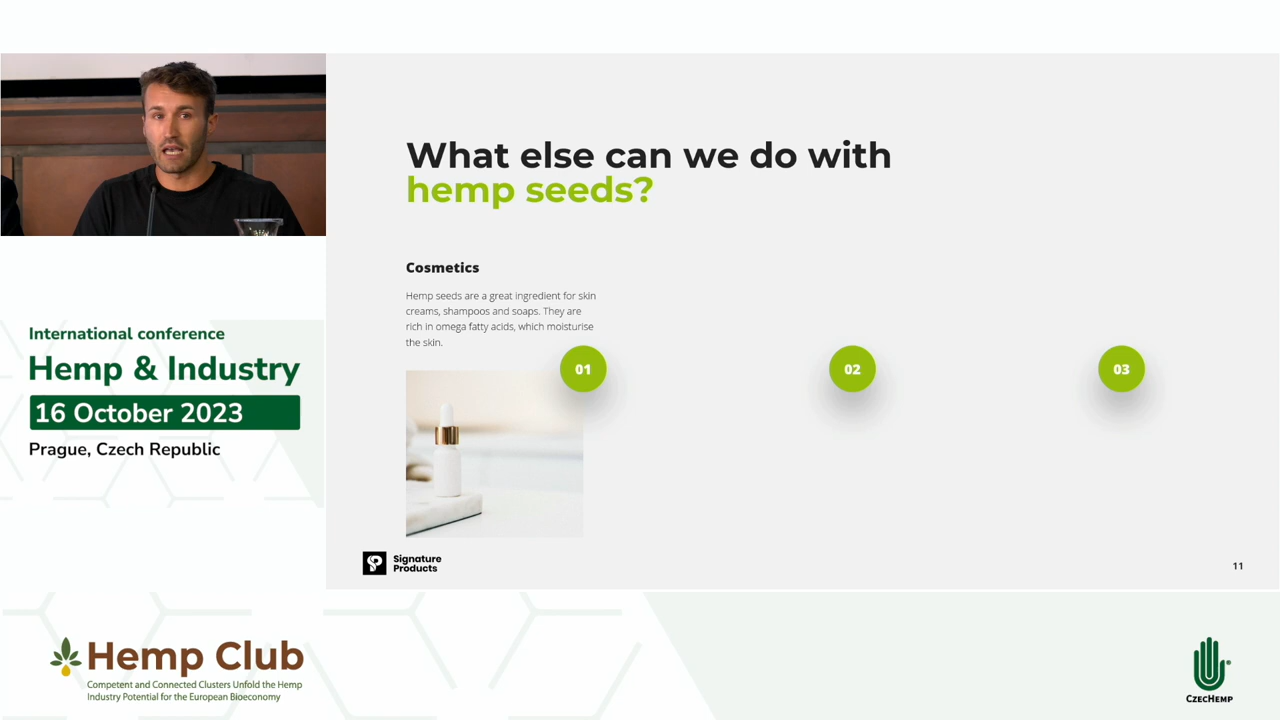 What else can we do with
hemp seeds?
Cosmetics
Hemp seeds are a great ingredient for skin
creams, shampoos and soaps. They are
rich in omega fatty acids, which moisturise
the skin.
01
02
03
Signature
Products
11
International conference
Hemp & Industry
16 October 2023
Prague, Czech Republic
Hemp Club
Competent and Connected Clusters Unfold the Hemp
Industry Potential for the European Bioeconomy
®
CZECHEMP